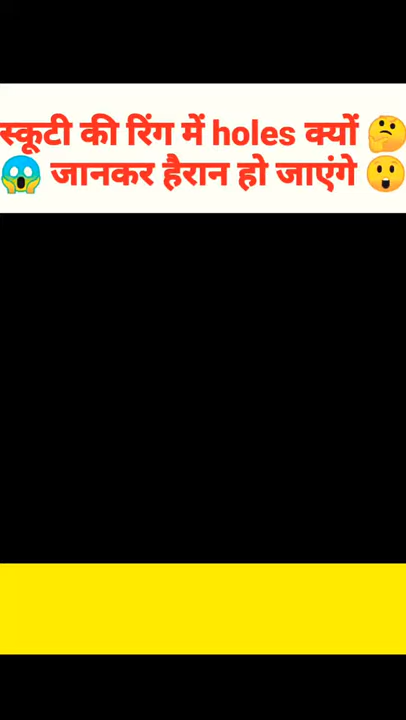 स्कूटी की रिंग में holes क्यों 🤔
😱 जानकर हैरान हो जाएंगे 😲